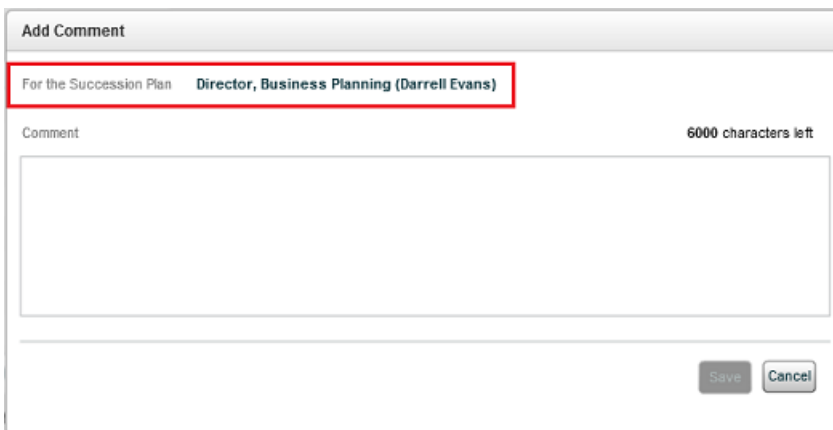 Add Comment
For the Succession Plan Director, Business Planning (Darrell Evans)
Comment 6000 characters left
Save Cancel